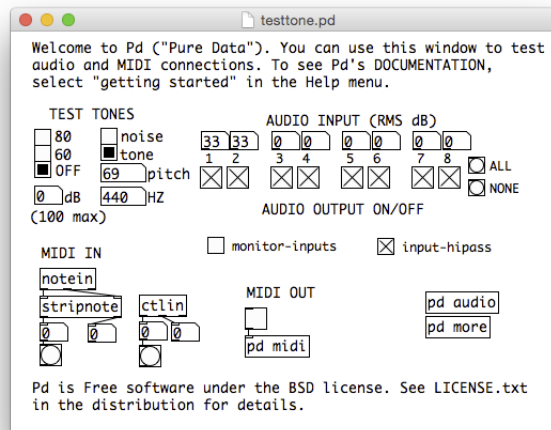 testtone.pd
Welcome to Pd ("Pure Data"). You can use this window to test
audio and MIDI connections. To see Pd's DOCUMENTATION,
select "getting started" in the Help menu.
TEST TONES
AUDIO INPUT (RMS dB)
80
noise
60
tone
OFF
69 pitch
0 dB
440 HZ
(100 max)
33 33 0 0 0 0 0 0
1 2 3 4 5 6 7 8
ALL
NONE
AUDIO OUTPUT ON/OFF
monitor-inputs
input-hipass
MIDI IN
notein
stripnote
ctlin
0 0 0 0
MIDI OUT
pd midi
pd audio
pd more
Pd is Free software under the BSD license. See LICENSE.txt
in the distribution for details.